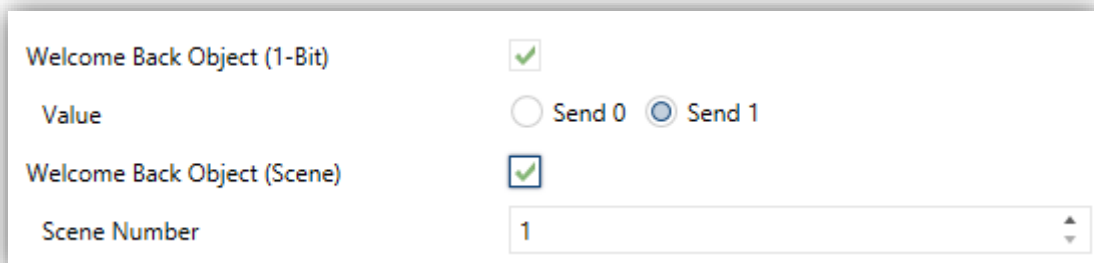 Welcome Back Object (1-Bit)
Value Send 0 Send 1
Welcome Back Object (Scene)
Scene Number 1